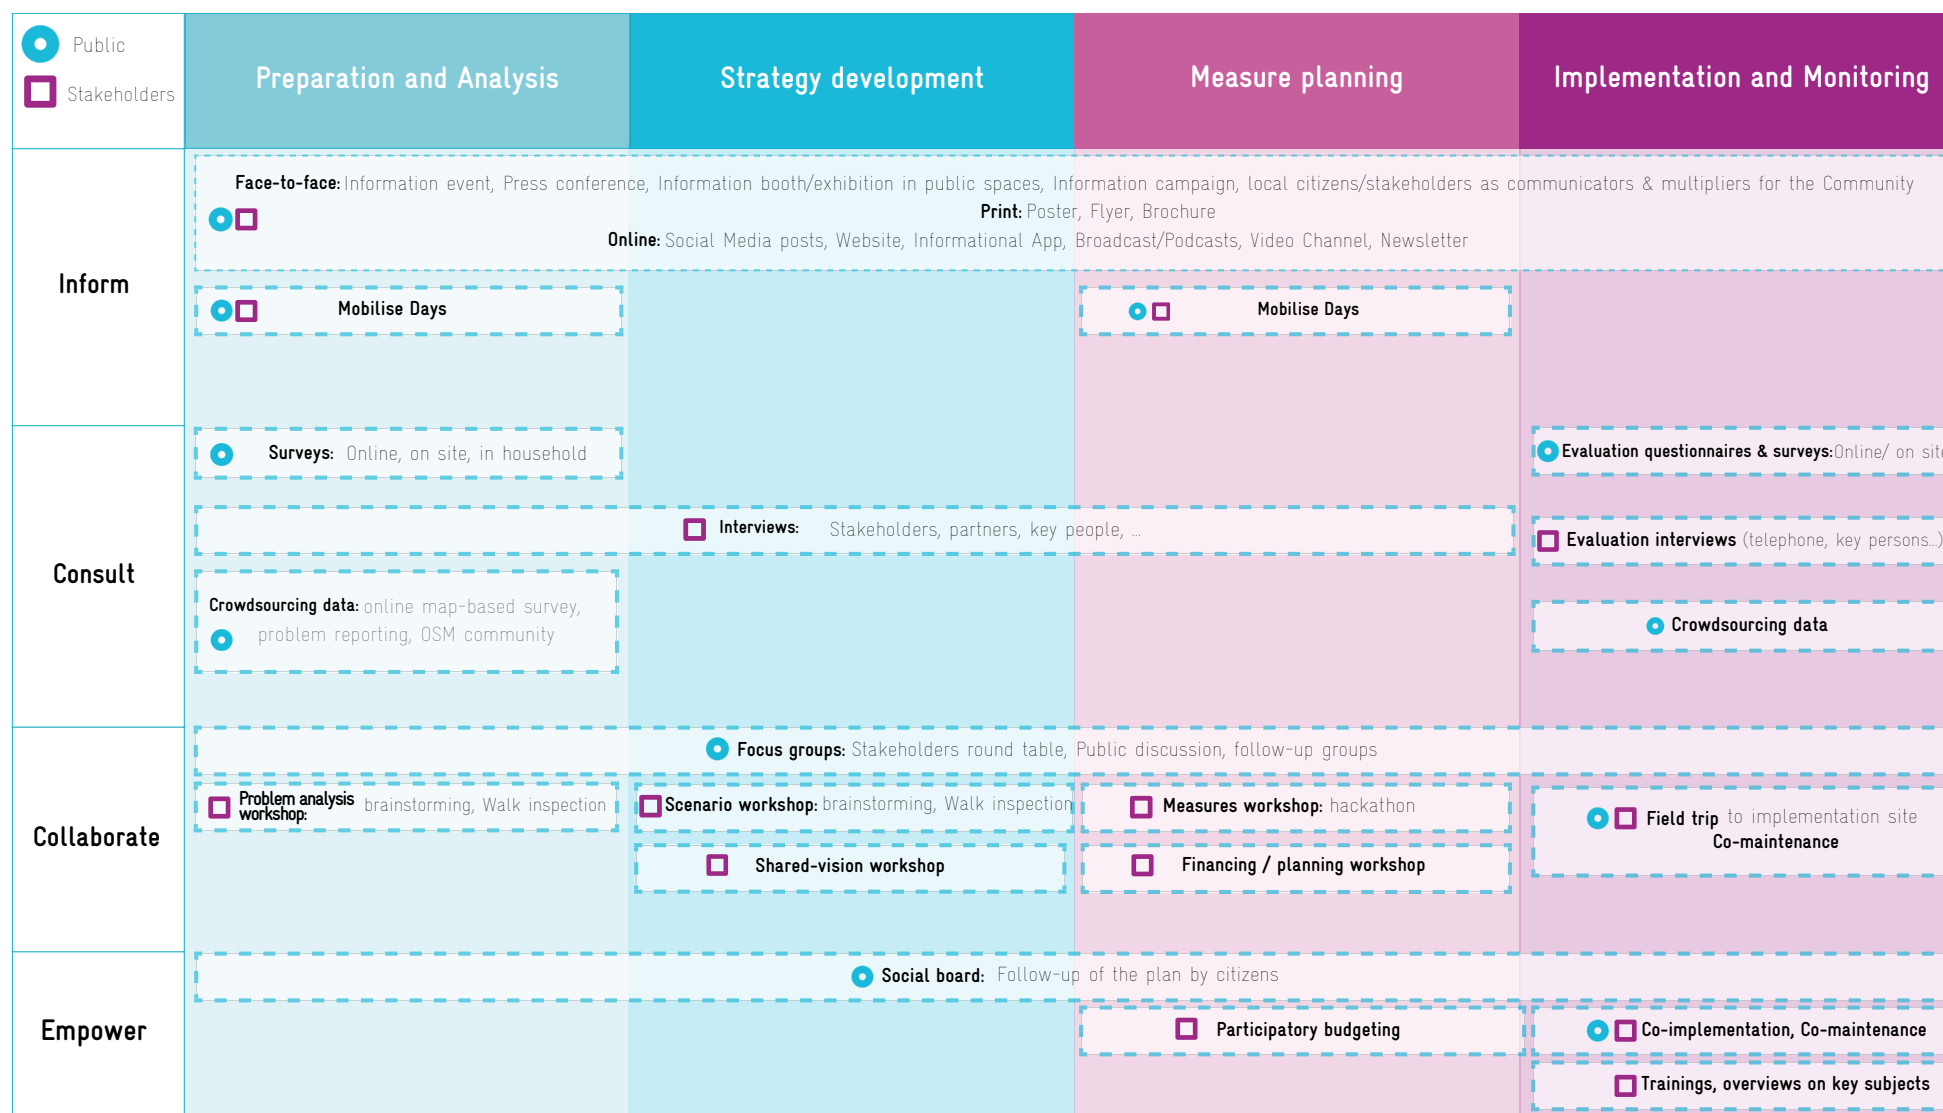 Public
Stakeholders
Preparation and Analysis
Strategy development
Measure planning
Implementation and Monitoring
Inform
Face-to-face: Information event, Press conference, Information booth/exhibition in public spaces, Information campaign, local citizens/stakeholders as communicators & multipliers for the Community
Print: Poster, Flyer, Brochure
Online: Social Media posts, Website, Informational App, Broadcast/Podcasts, Video Channel, Newsletter
Mobilise Days
Mobilise Days
Consult
Surveys: Online, on site, in household
Evaluation questionnaires & surveys: Online/ on site
Interviews: Stakeholders, partners, key people, ...
Evaluation interviews (telephone, key persons...)
Crowdsourcing data: online map-based survey,
problem reporting, OSM community
Crowdsourcing data
Collaborate
Focus groups: Stakeholders round table, Public discussion, follow-up groups
Problem analysis
workshop: brainstorming, Walk inspection
Scenario workshop: brainstorming, Walk inspection
Measures workshop: hackathon
Field trip to implementation site
Co-maintenance
Shared-vision workshop
Financing / planning workshop
Empower
Social board: Follow-up of the plan by citizens
Participatory budgeting
Co-implementation, Co-maintenance
Trainings, overviews on key subjects